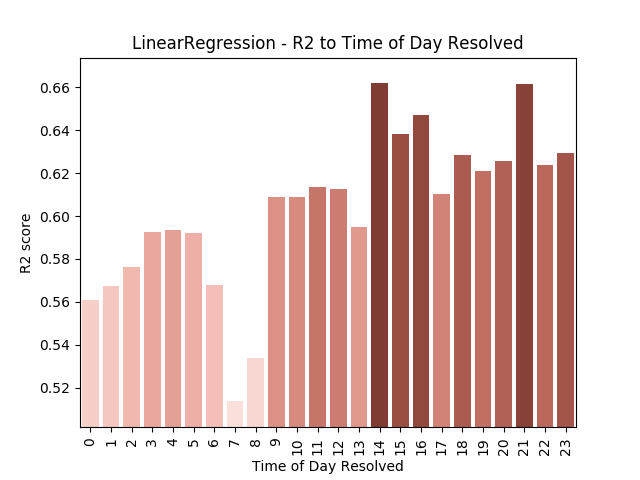 LinearRegression - R2 to Time of Day Resolved
R2 score
0.66
0.64
0.62
0.60
0.58
0.56
0.54
0.52
0 1 2 3 4 5 6 7 8 9 10 11 12 13 14 15 16 17 18 19 20 21 22 23
Time of Day Resolved